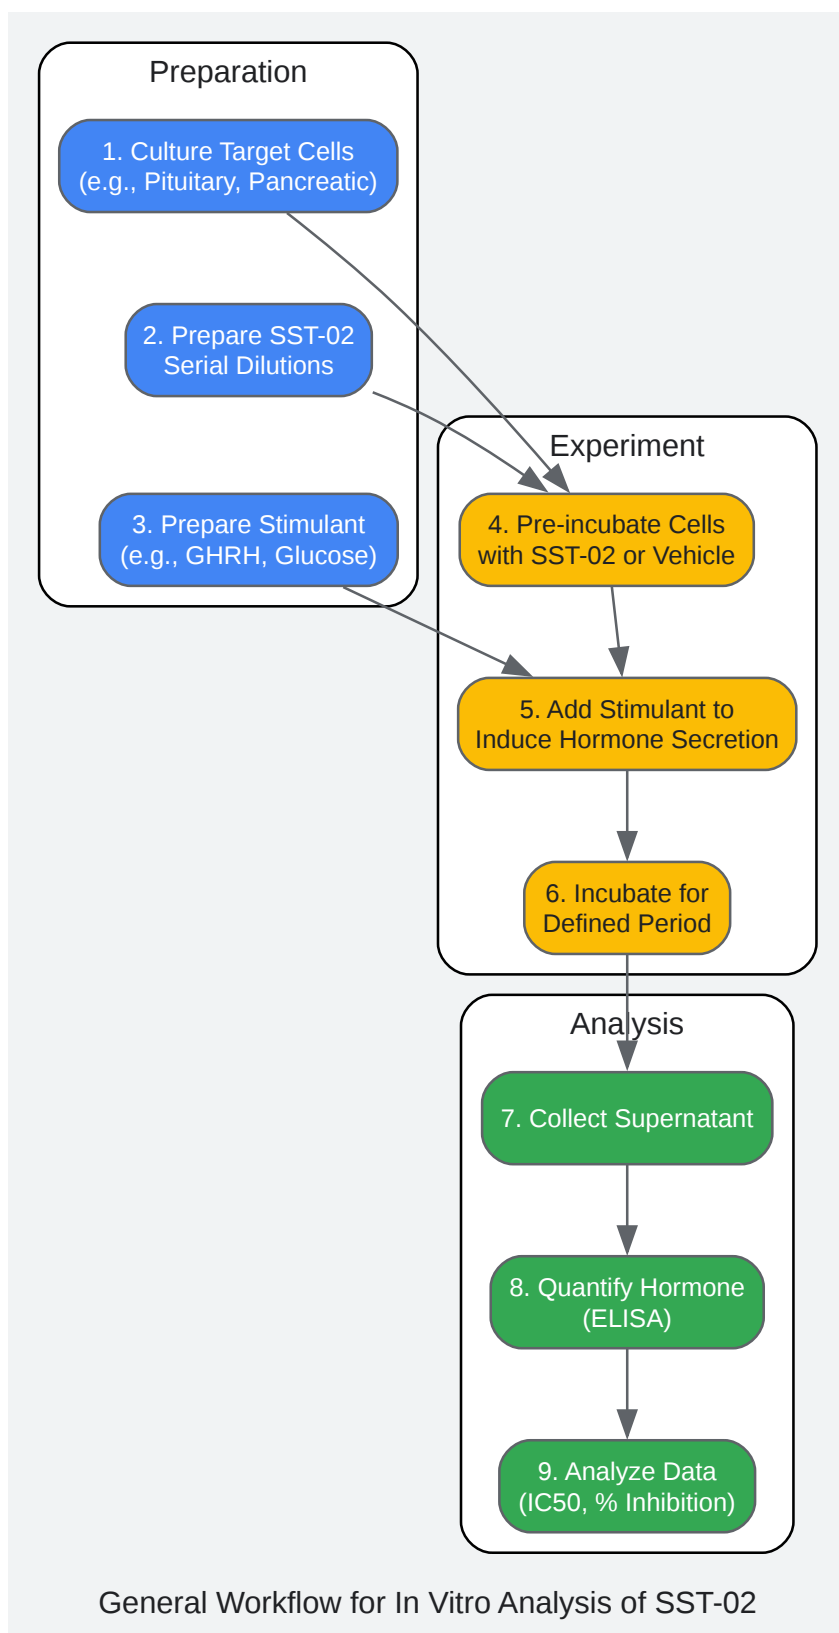 Preparation
1. Culture Target Cells
(e.g., Pituitary, Pancreatic)
2. Prepare SST-02
Serial Dilutions
3. Prepare Stimulant
(e.g., GHRH, Glucose)
Experiment
4. Pre-incubate Cells
with SST-02 or Vehicle
5. Add Stimulant to
Induce Hormone Secretion
6. Incubate for
Defined Period
Analysis
7. Collect Supernatant
8. Quantify Hormone
(ELISA)
9. Analyze Data
(IC50, % Inhibition)
General Workflow for In Vitro Analysis of SST-02